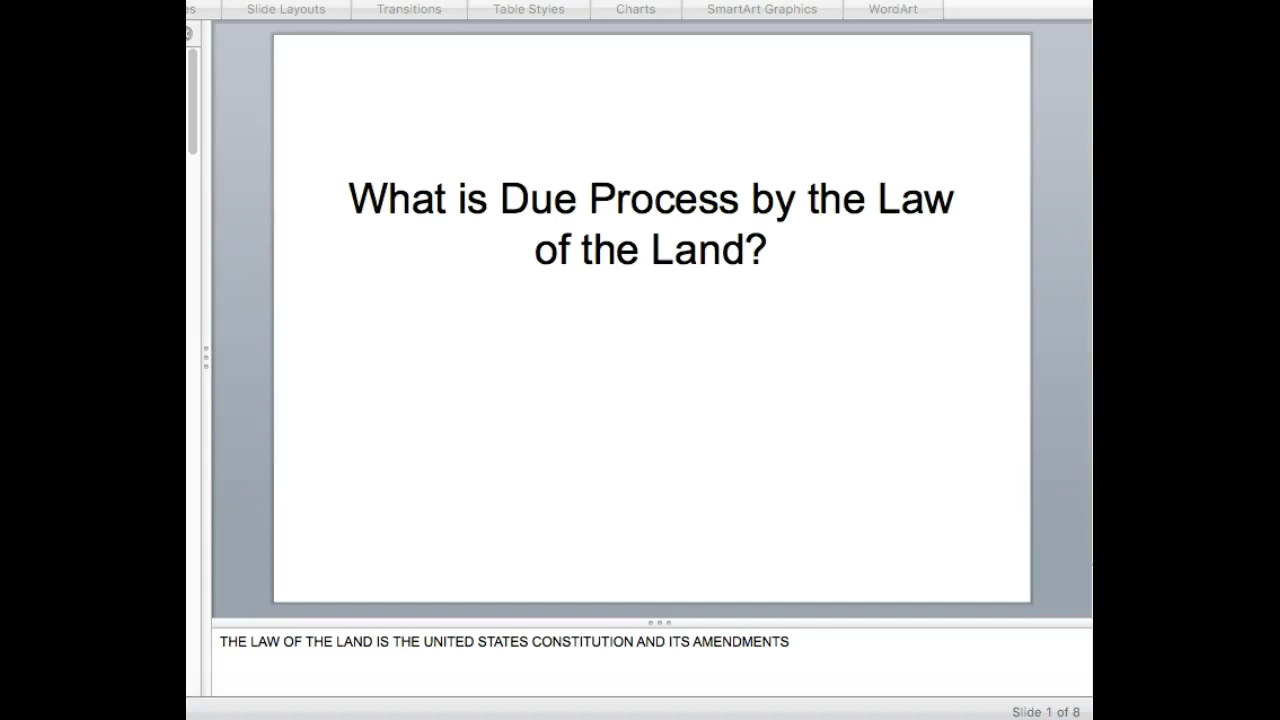 es Slide Layouts Transitions Table Styles Charts SmartArt Graphics WordArt
What is Due Process by the Law
of the Land?
THE LAW OF THE LAND IS THE UNITED STATES CONSTITUTION AND ITS AMENDMENTS
Slide 1 of 8